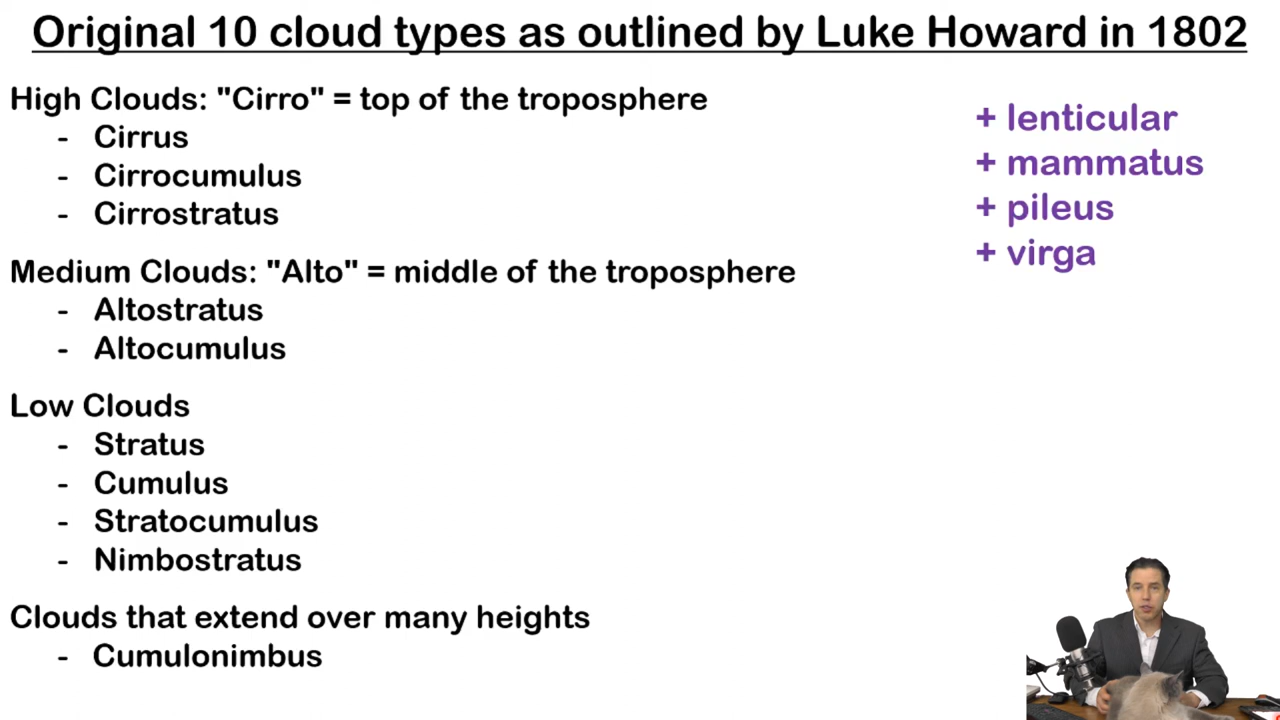 Original 10 cloud types as outlined by Luke Howard in 1802
High Clouds: "Cirro" = top of the troposphere
- Cirrus
- Cirrocumulus
- Cirrostratus
Medium Clouds: "Alto" = middle of the troposphere
- Altostratus
- Altocumulus
Low Clouds
- Stratus
- Cumulus
- Stratocumulus
- Nimbostratus
Clouds that extend over many heights
- Cumulonimbus
+ lenticular
+ mammatus
+ pileus
+ virga